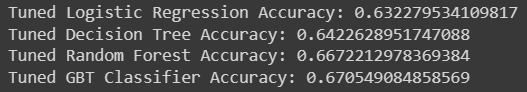 Tuned Logistic Regression Accuracy: 0.632279534109817
Tuned Decision Tree Accuracy: 0.6422628951747088
Tuned Random Forest Accuracy: 0.6672212978369384
Tuned GBT Classifier Accuracy: 0.670549084858569